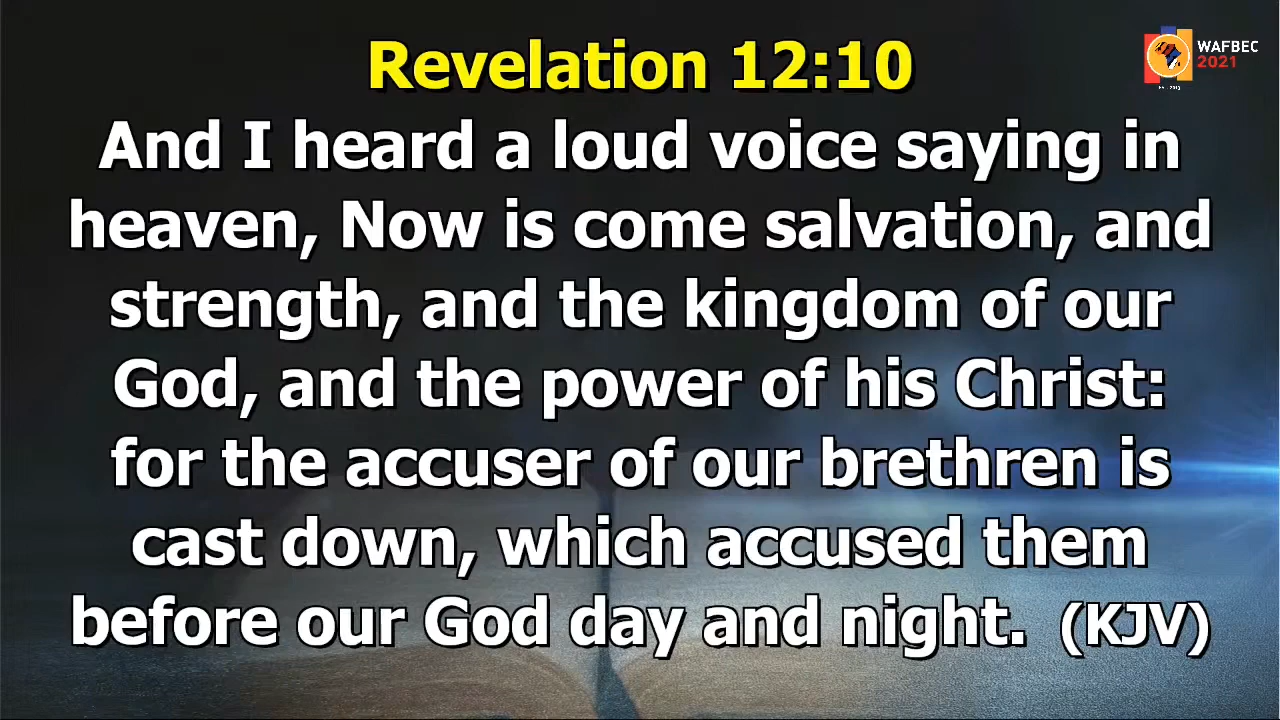 Revelation 12:10
WAFBEC
2021
And I heard a loud voice saying in
heaven, Now is come salvation, and
strength, and the kingdom of our
God, and the power of his Christ:
for the accuser of our brethren is
cast down, which accused them
before our God day and night. (KJV)